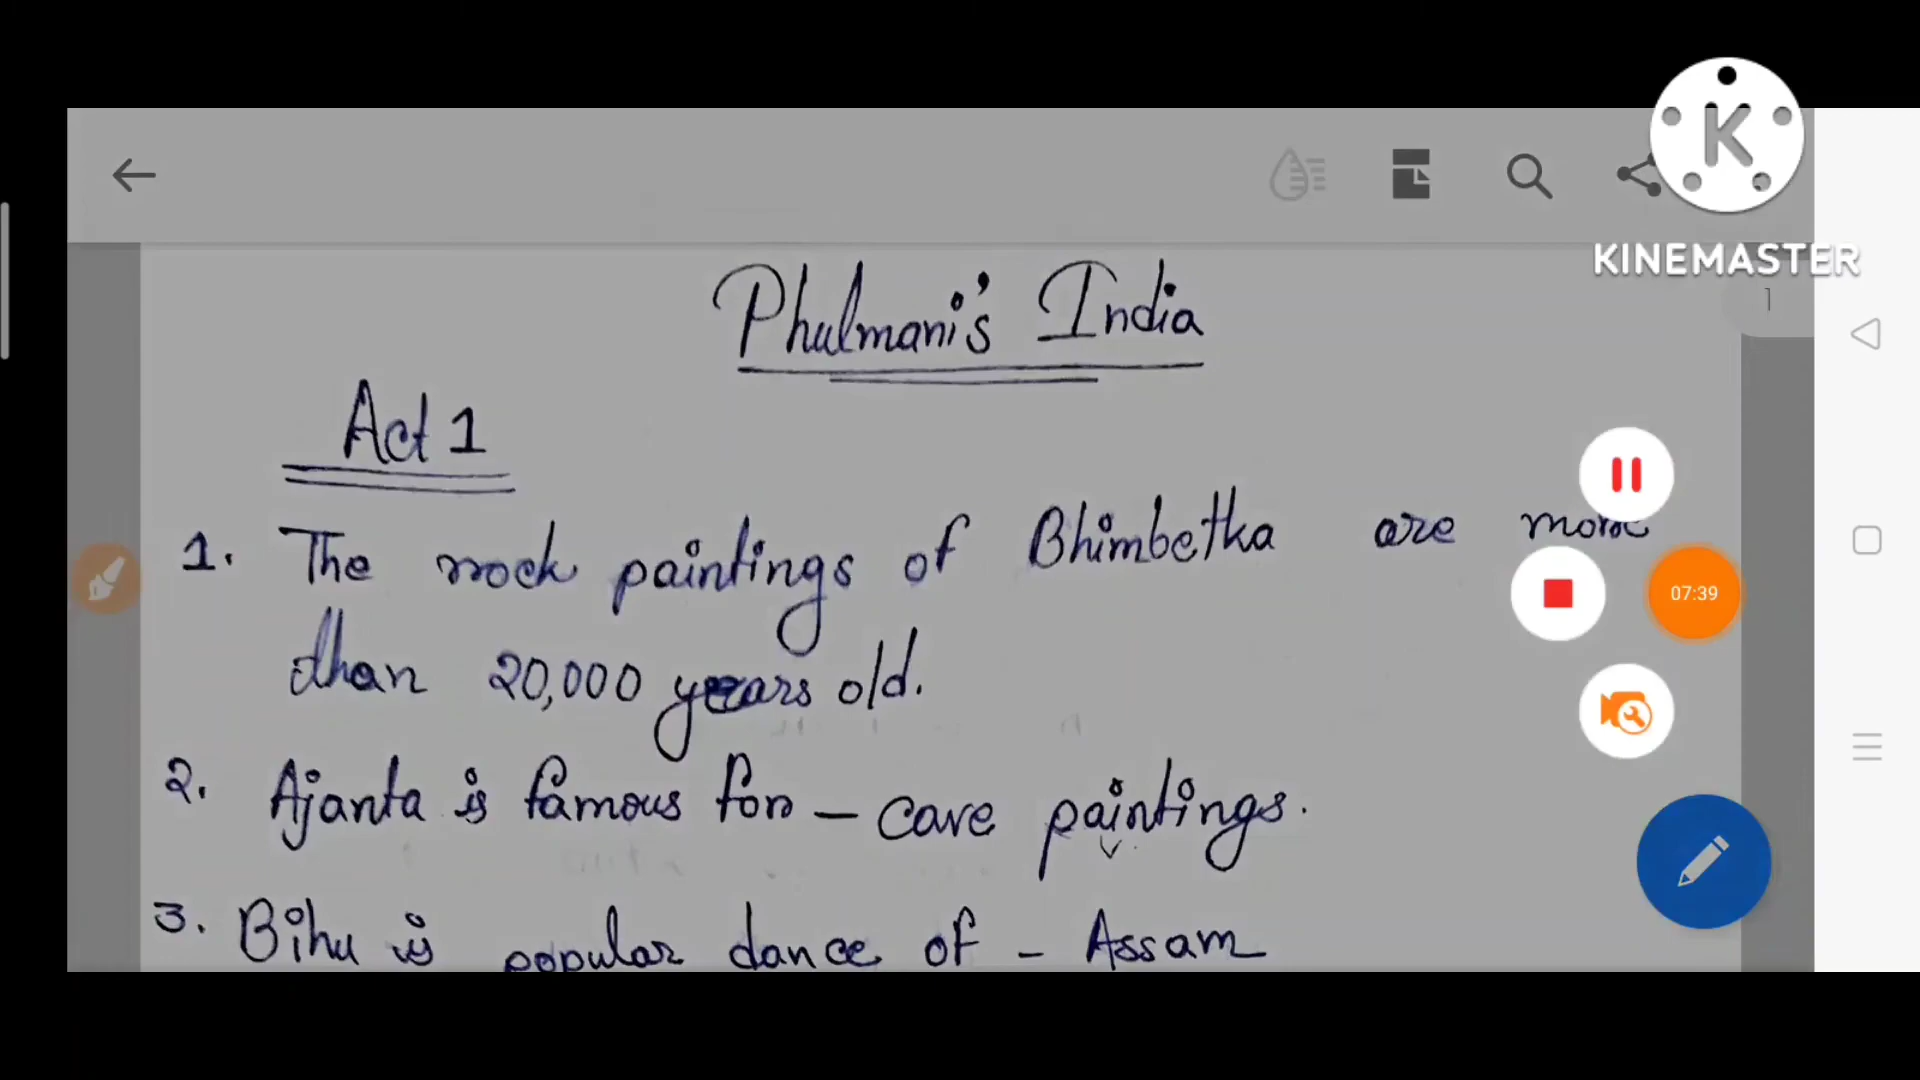 KINEMASTER
Phulmani's India
1
Act 1
1. The rock paintings of Bhimbetka are more
07:39
than 20,000 years old.
2. Ajanta is famous for – cave paintings.
3. Bihu is popular dance of – Assam